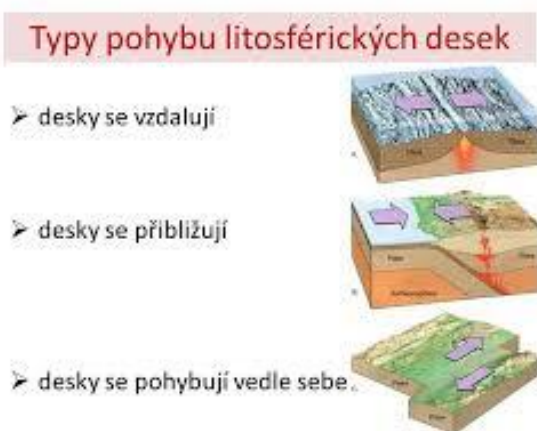 Typy pohybu litosférických desek
➢ desky se vzdalují
➢ desky se přibližují
➢ desky se pohybují vedle sebe